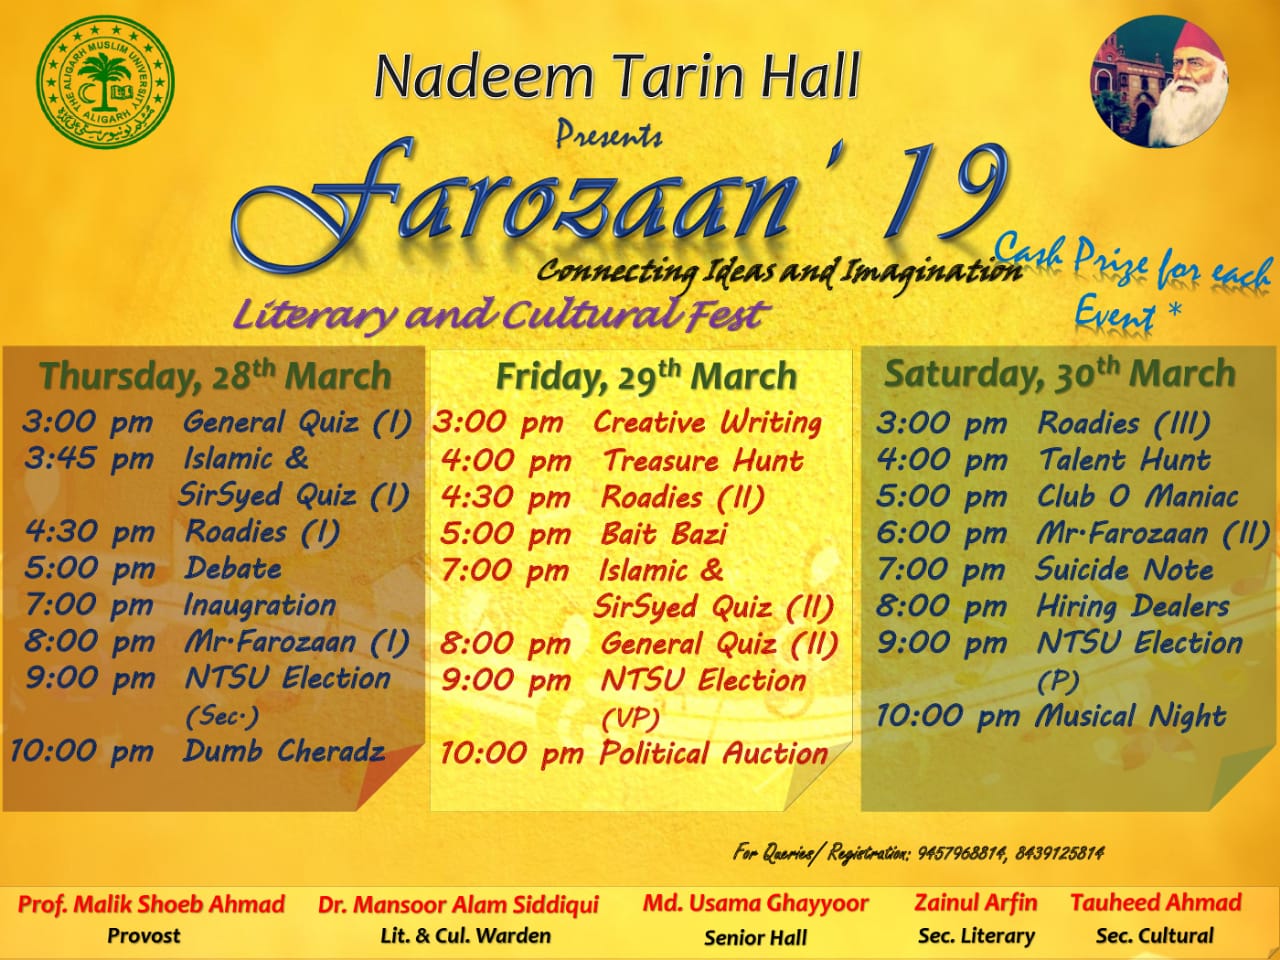 THE ALIGARH MUSLIM UNIVERSITY
ALIGARH
Nadeem Tarin Hall
Presents
Farozaan' 19
Connecting Ideas and Imagination
Cash Prize for each
Event *
Literary and Cultural Fest
Thursday, 28th March
3:00 pm General Quiz (I)
3:45 pm Islamic &
SirSyed Quiz (I)
4:30 pm Roadies (I)
5:00 pm Debate
7:00 pm Inaugration
8:00 pm Mr.Farozaan (I)
9:00 pm NTSU Election
(Sec.)
10:00 pm Dumb Cheradz
Friday, 29th March
3:00 pm Creative Writing
4:00 pm Treasure Hunt
4:30 pm Roadies (II)
5:00 pm Bait Bazi
7:00 pm Islamic &
SirSyed Quiz (II)
8:00 pm General Quiz (II)
9:00 pm NTSU Election
(VP)
10:00 pm Political Auction
Saturday, 30th March
3:00 pm Roadies (III)
4:00 pm Talent Hunt
5:00 pm Club O Maniac
6:00 pm Mr.Farozaan (II)
7:00 pm Suicide Note
8:00 pm Hiring Dealers
9:00 pm NTSU Election
(P)
10:00 pm Musical Night
For Queries/ Registration: 9457968814, 8439125814
Prof. Malik Shoeb Ahmad
Provost
Dr. Mansoor Alam Siddiqui
Lit. & Cul. Warden
Md. Usama Ghayyoor
Senior Hall
Zainul Arfin
Sec. Literary
Tauheed Ahmad
Sec. Cultural